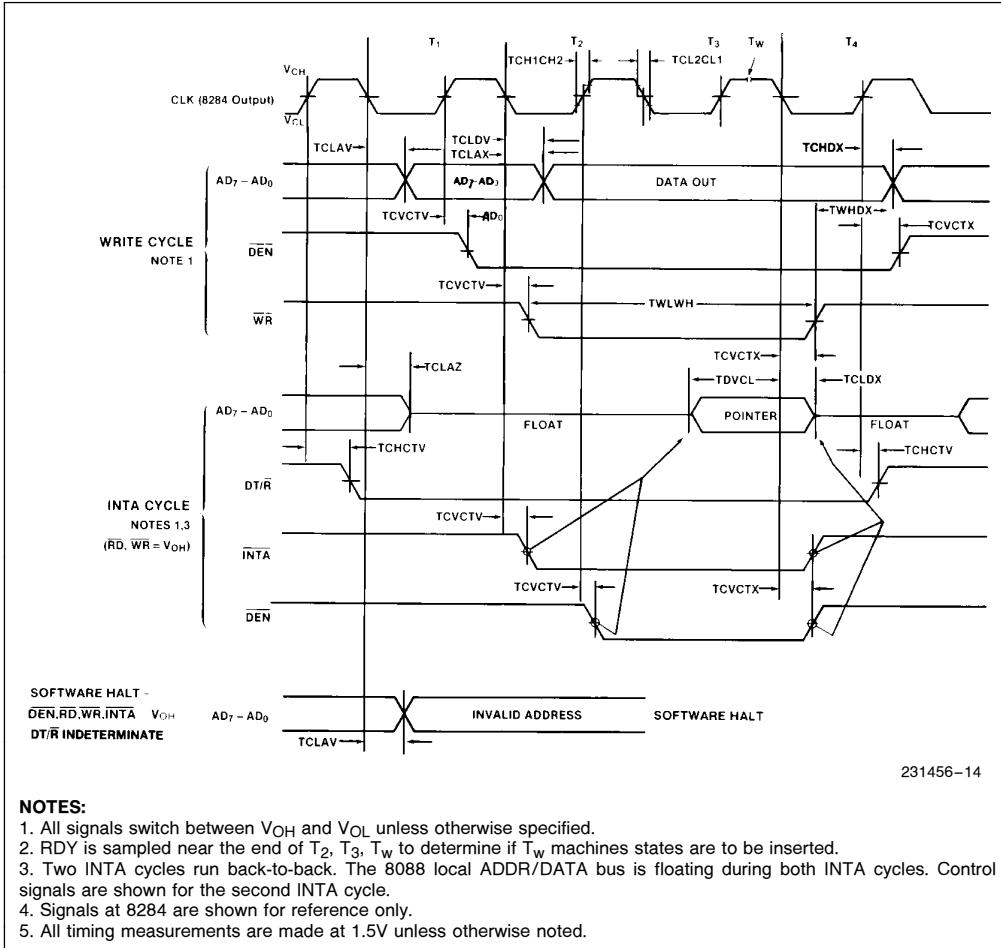 T1 T2 T3 TW T4
TCH1CH2 TCL2CL1
VCH
CLK (8284 Output)
VCL
TCLAV TCLDV TCHDX
TCLAX
AD7 – AD0 AD7-AD0 DATA OUT
TCVCTV AD0 TWHDX TCVCTX
WRITE CYCLE
NOTE 1
DEN
TCVCTV TWLWH
WR
TCVCTX
TCLAZ TDVCL TCLDX
AD7 – AD0 FLOAT POINTER FLOAT
TCHCTV TCHCTV
DT/R
INTA CYCLE
NOTES 1,3
(RD, WR = VOH)
TCVCTV
INTA
TCVCTV TCVCTX
DEN
SOFTWARE HALT -
DEN,RD,WR,INTA VOH
DT/R INDETERMINATE
AD7 – AD0 INVALID ADDRESS SOFTWARE HALT
TCLAV
231456–14
NOTES:
1. All signals switch between VOH and VOL unless otherwise specified.
2. RDY is sampled near the end of T2, T3, TW to determine if TW machines states are to be inserted.
3. Two INTA cycles run back-to-back. The 8088 local ADDR/DATA bus is floating during both INTA cycles. Control
signals are shown for the second INTA cycle.
4. Signals at 8284 are shown for reference only.
5. All timing measurements are made at 1.5V unless otherwise noted.